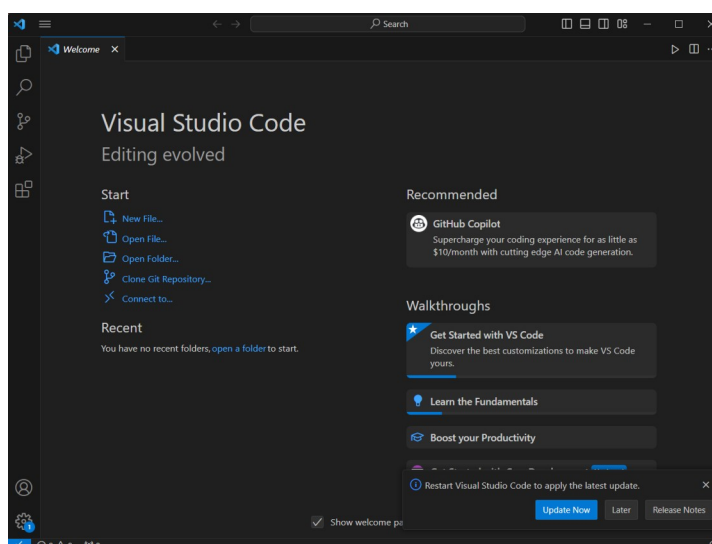 Search
Welcome
Visual Studio Code
Editing evolved
Start
New File...
Open File...
Open Folder...
Clone Git Repository...
Connect to...
Recent
You have no recent folders, open a folder to start.
Recommended
GitHub Copilot
Supercharge your coding experience for as little as
$10/month with cutting edge AI code generation.
Walkthroughs
Get Started with VS Code
Discover the best customizations to make VS Code
yours.
Learn the Fundamentals
Boost your Productivity
Restart Visual Studio Code to apply the latest update.
Update Now
Later
Release Notes
Show welcome
1